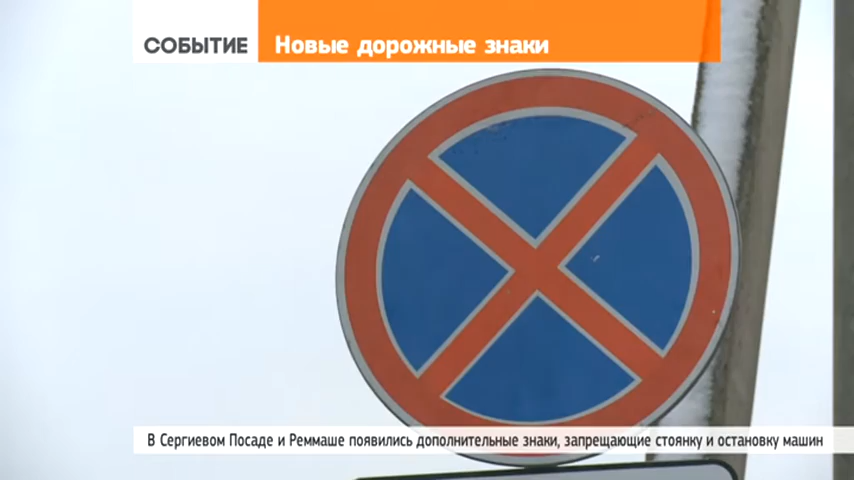 СОБЫТИЕ Новые дорожные знаки
В Сергиевом Посаде и Реммаше появились дополнительные знаки, запрещающие стоянку и остановку машин